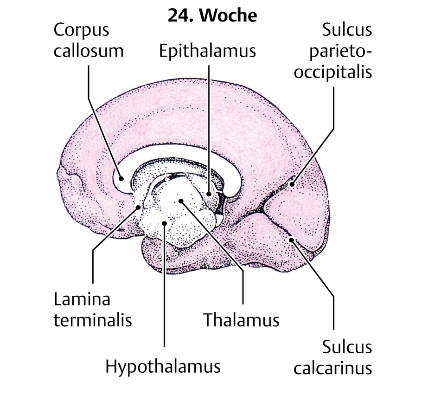 24. Woche
Corpus
callosum
Epithalamus
Sulcus
parieto-
occipitalis
Lamina
terminalis
Thalamus
Hypothalamus
Sulcus
calcarinus